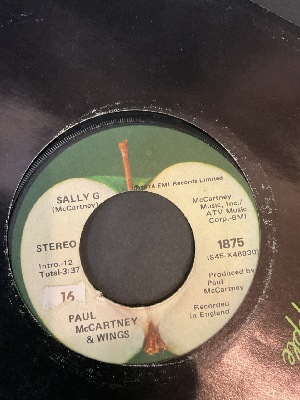 ℗1974 EMI Records Limited
SALLY G
(McCartney)
McCartney
Music, Inc./
ATV Music
Corp.-BMI
STEREO
1875
(S45-X48930)
Intro.-12
Total-3:37
Produced by
Paul
McCartney
16
Recorded
in England
PAUL
McCARTNEY
& WINGS